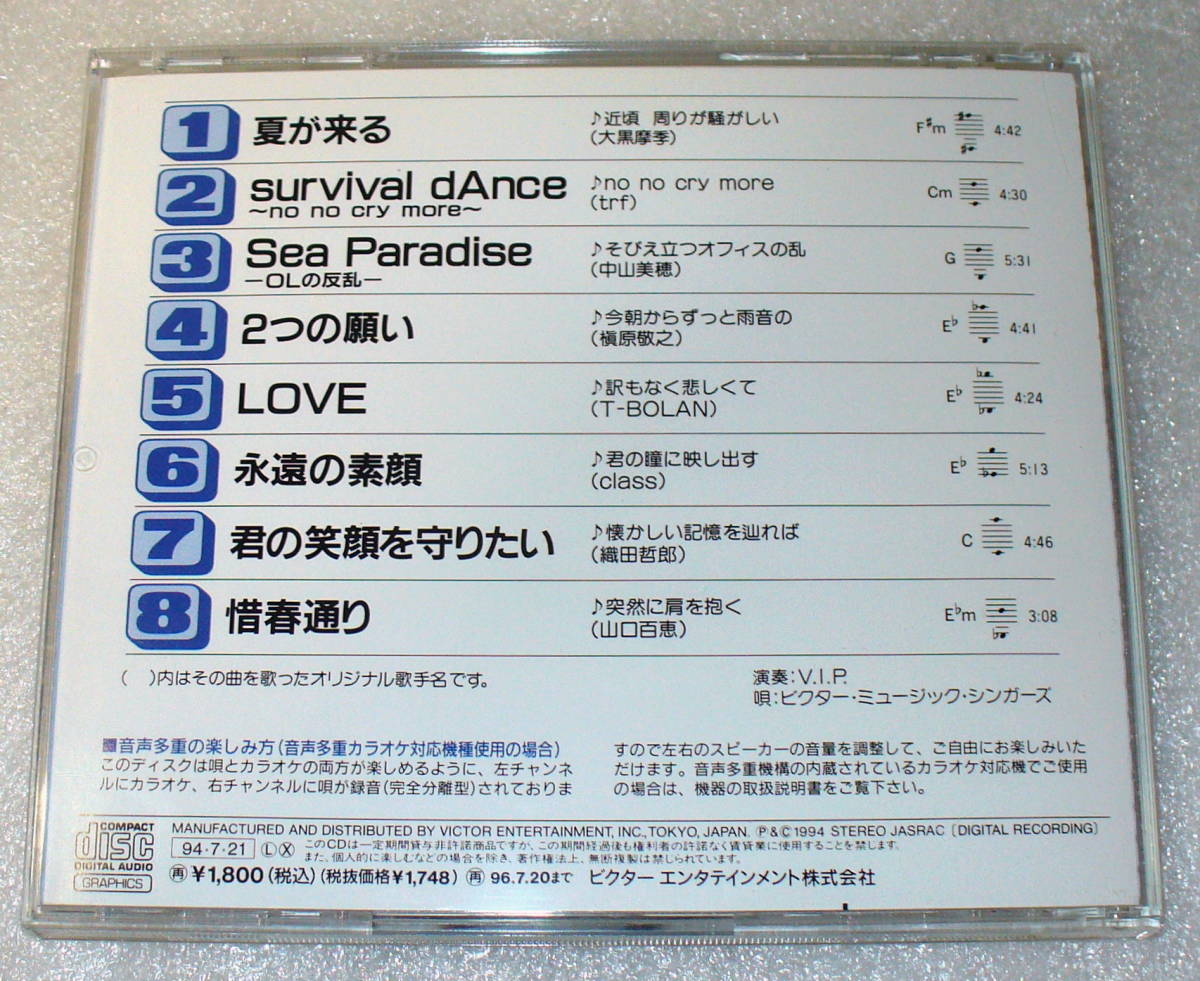 1 夏が来る ♪近頃 周りが騒がしい F♯m 4:42
(大黒摩季)
2 survival dAnce ♪no no cry more Cm 4:30
～no no cry more～ (trf)
3 Sea Paradise ♪そびえ立つオフィスの乱 G 5:31
－OLの反乱－ (中山美穂)
4 2つの願い ♪今朝からずっと雨音の E♭ 4:41
(槇原敬之)
5 LOVE ♪訳もなく悲しくて E♭ 4:24
(T-BOLAN)
6 永遠の素顔 ♪君の瞳に映し出す E♭ 5:13
(class)
7 君の笑顔を守りたい ♪懐かしい記憶を辿れば C 4:46
(織田哲郎)
8 惜春通り ♪突然に肩を抱く E♭m 3:08
(山口百恵)
( )内はその曲を歌ったオリジナル歌手名です。
演奏:V.I.P.
唄:ビクター・ミュージック・シンガーズ
■音声多重の楽しみ方(音声多重カラオケ対応機種使用の場合)
このディスクは唄とカラオケの両方が楽しめるように、左チャンネ
ルにカラオケ、右チャンネルに唄が録音(完全分離型)されておりま
すので左右のスピーカーの音量を調整して、ご自由にお楽しみいた
だけます。音声多重機構の内蔵されているカラオケ対応機でご使用
の場合は、機器の取扱説明書をご覧下さい。
COMPACT
disc
DIGITAL AUDIO
GRAPHICS
MANUFACTURED AND DISTRIBUTED BY VICTOR ENTERTAINMENT, INC., TOKYO, JAPAN. Ⓟ&Ⓒ1994 STEREO JASRAC〔DIGITAL RECORDING〕
94・7・21 Ⓛ Ⓧ このCDは一定期間貸与非許諾商品ですが、この期間経過後も権利者の許諾なく賃貸業に使用することを禁じます。
また、個人的に楽しむなどの場合を除き、著作権法上、無断複製は禁じられています。
再 ¥1,800(税込)(税抜価格¥1,748) 再 96.7.20まで ビクター エンタテインメント株式会社